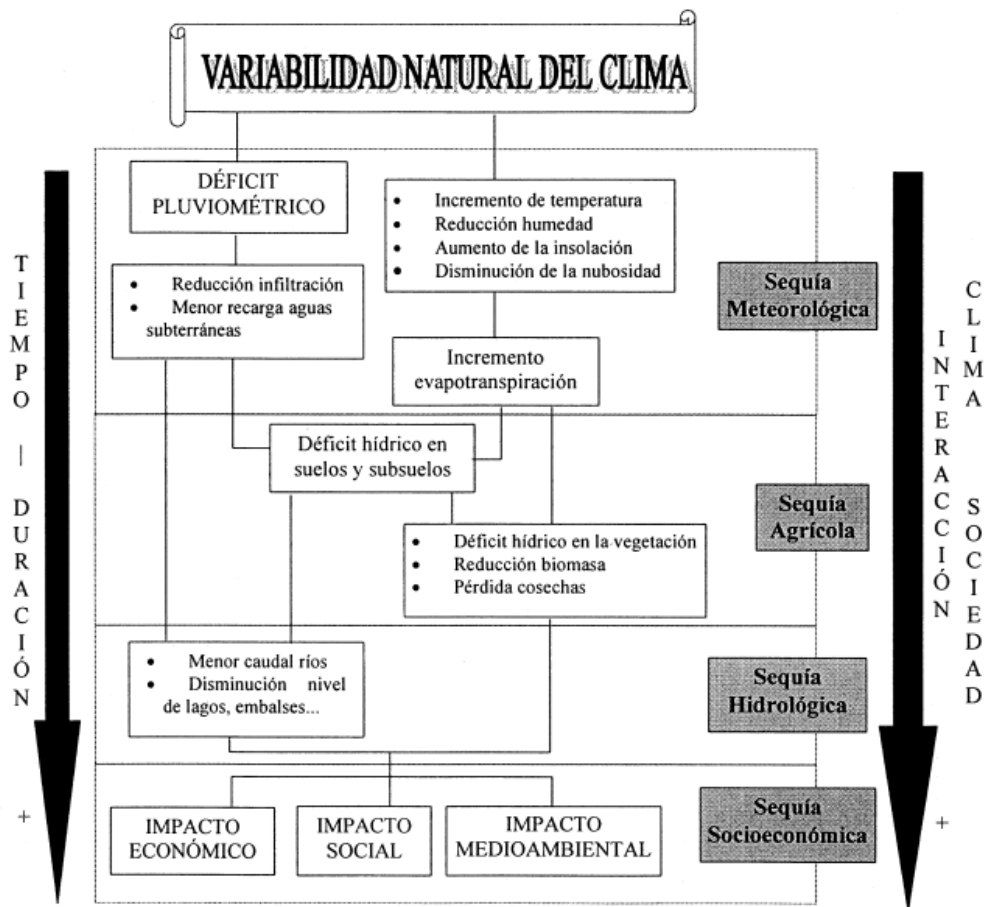 VARIABILIDAD NATURAL DEL CLIMA
DÉFICIT
PLUVIOMÉTRICO
• Incremento de temperatura
• Reducción humedad
• Aumento de la insolación
• Disminución de la nubosidad
• Reducción infiltración
• Menor recarga aguas
subterráneas
Incremento
evapotranspiración
Sequía
Meteorológica
Déficit hídrico en
suelos y subsuelos
• Déficit hídrico en la vegetación
• Reducción biomasa
• Pérdida cosechas
Sequía
Agrícola
• Menor caudal ríos
• Disminución nivel
de lagos, embalses...
Sequía
Hidrológica
IMPACTO
ECONÓMICO
IMPACTO
SOCIAL
IMPACTO
MEDIOAMBIENTAL
Sequía
Socioeconómica
TIEMPO | DURACIÓN
+
INTERACCIÓN
CLIMA SOCIEDAD
+